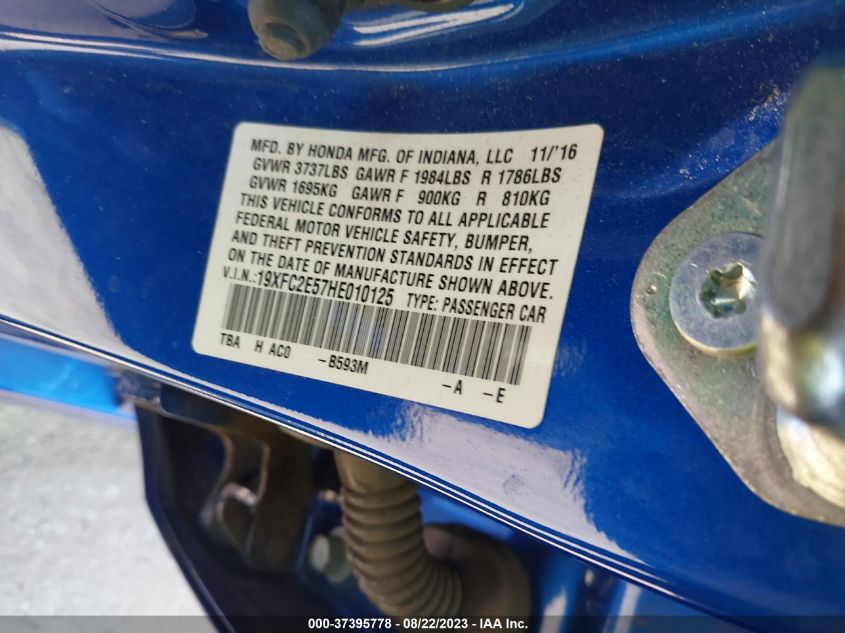 MFD. BY HONDA MFG. OF INDIANA, LLC 11/'16
GVWR 3737LBS GAWR F 1984LBS R 1786LBS
GVWR 1695KG GAWR F 900KG R 810KG
THIS VEHICLE CONFORMS TO ALL APPLICABLE
FEDERAL MOTOR VEHICLE SAFETY, BUMPER,
AND THEFT PREVENTION STANDARDS IN EFFECT
ON THE DATE OF MANUFACTURE SHOWN ABOVE.
V.I.N.:19XFC2E57HE010125 TYPE: PASSENGER CAR
TBA H AC0 -B593M -A -E
000-37395778 - 08/22/2023 - IAA Inc.